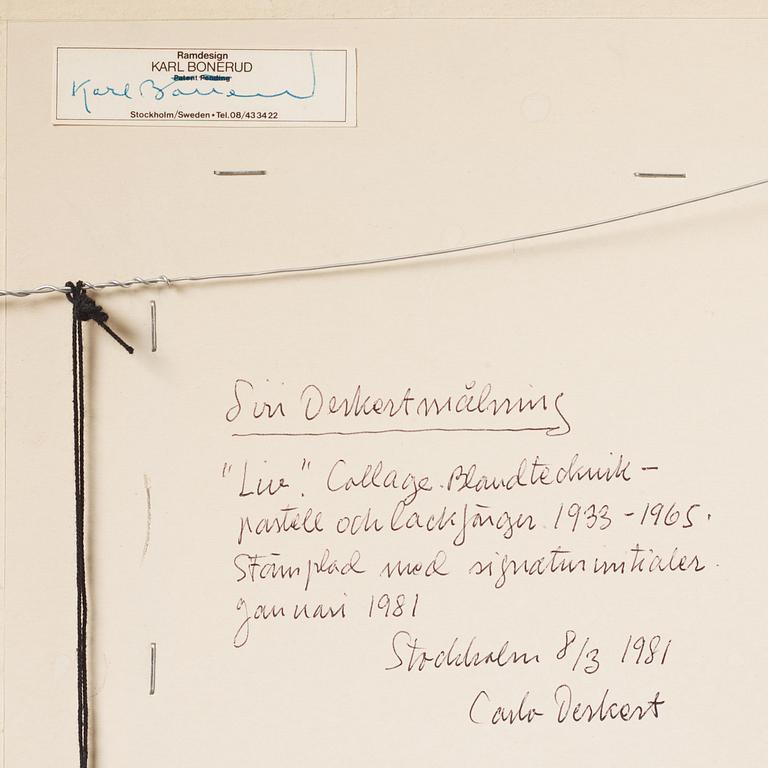 Ramdesign
KARL BONERUD
Patent Pending
Karl Bonerud
Stockholm/Sweden • Tel. 08/43 34 22
Siri Derkertmålning
"Liv". Collage. Blandteknik –
pastell och lackfärger. 1933 – 1965.
Stämplad med signaturinitialer.
Januari 1981
Stockholm 8/3 1981
Carlo Derkert